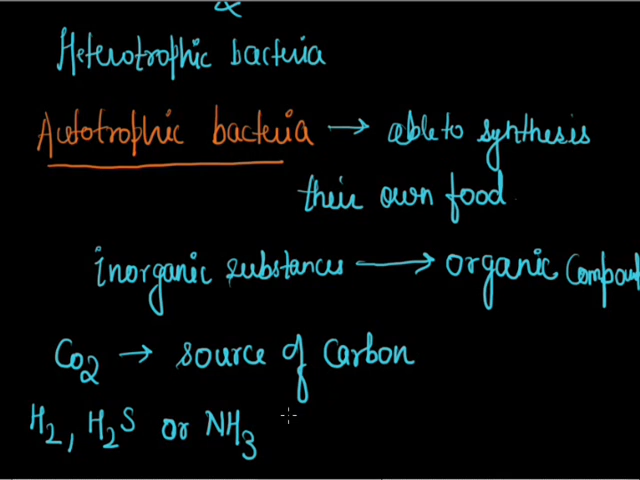 &
Heterotrophic bacteria
Autotrophic bacteria → able to synthesis
their own food
inorganic substances → organic
CO2 → source of Carbon
H2, H2S or NH3